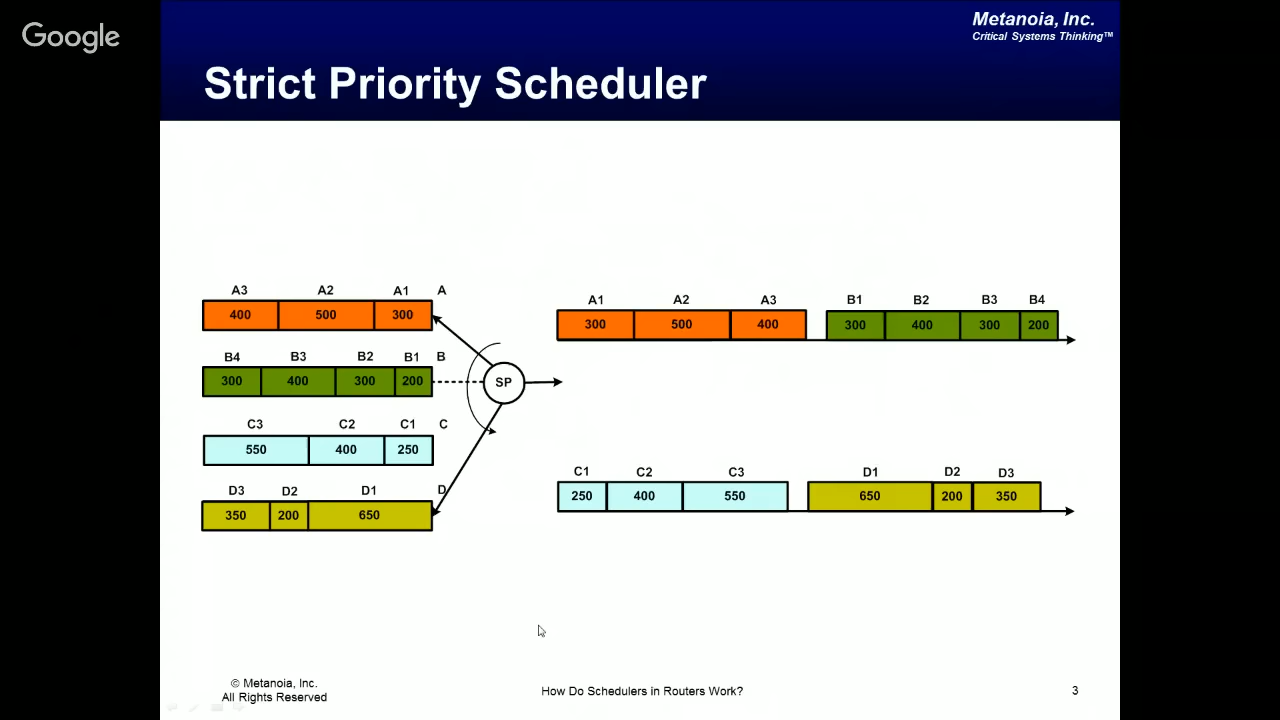 Google
Metanoia, Inc.
Critical Systems Thinking™
Strict Priority Scheduler
A3 A2 A1 A
400 500 300
B4 B3 B2 B1 B
300 400 300 200
C3 C2 C1 C
550 400 250
D3 D2 D1 D
350 200 650
SP
A1 A2 A3 B1 B2 B3 B4
300 500 400 300 400 300 200
C1 C2 C3 D1 D2 D3
250 400 550 650 200 350
© Metanoia, Inc.
All Rights Reserved
How Do Schedulers in Routers Work?
3